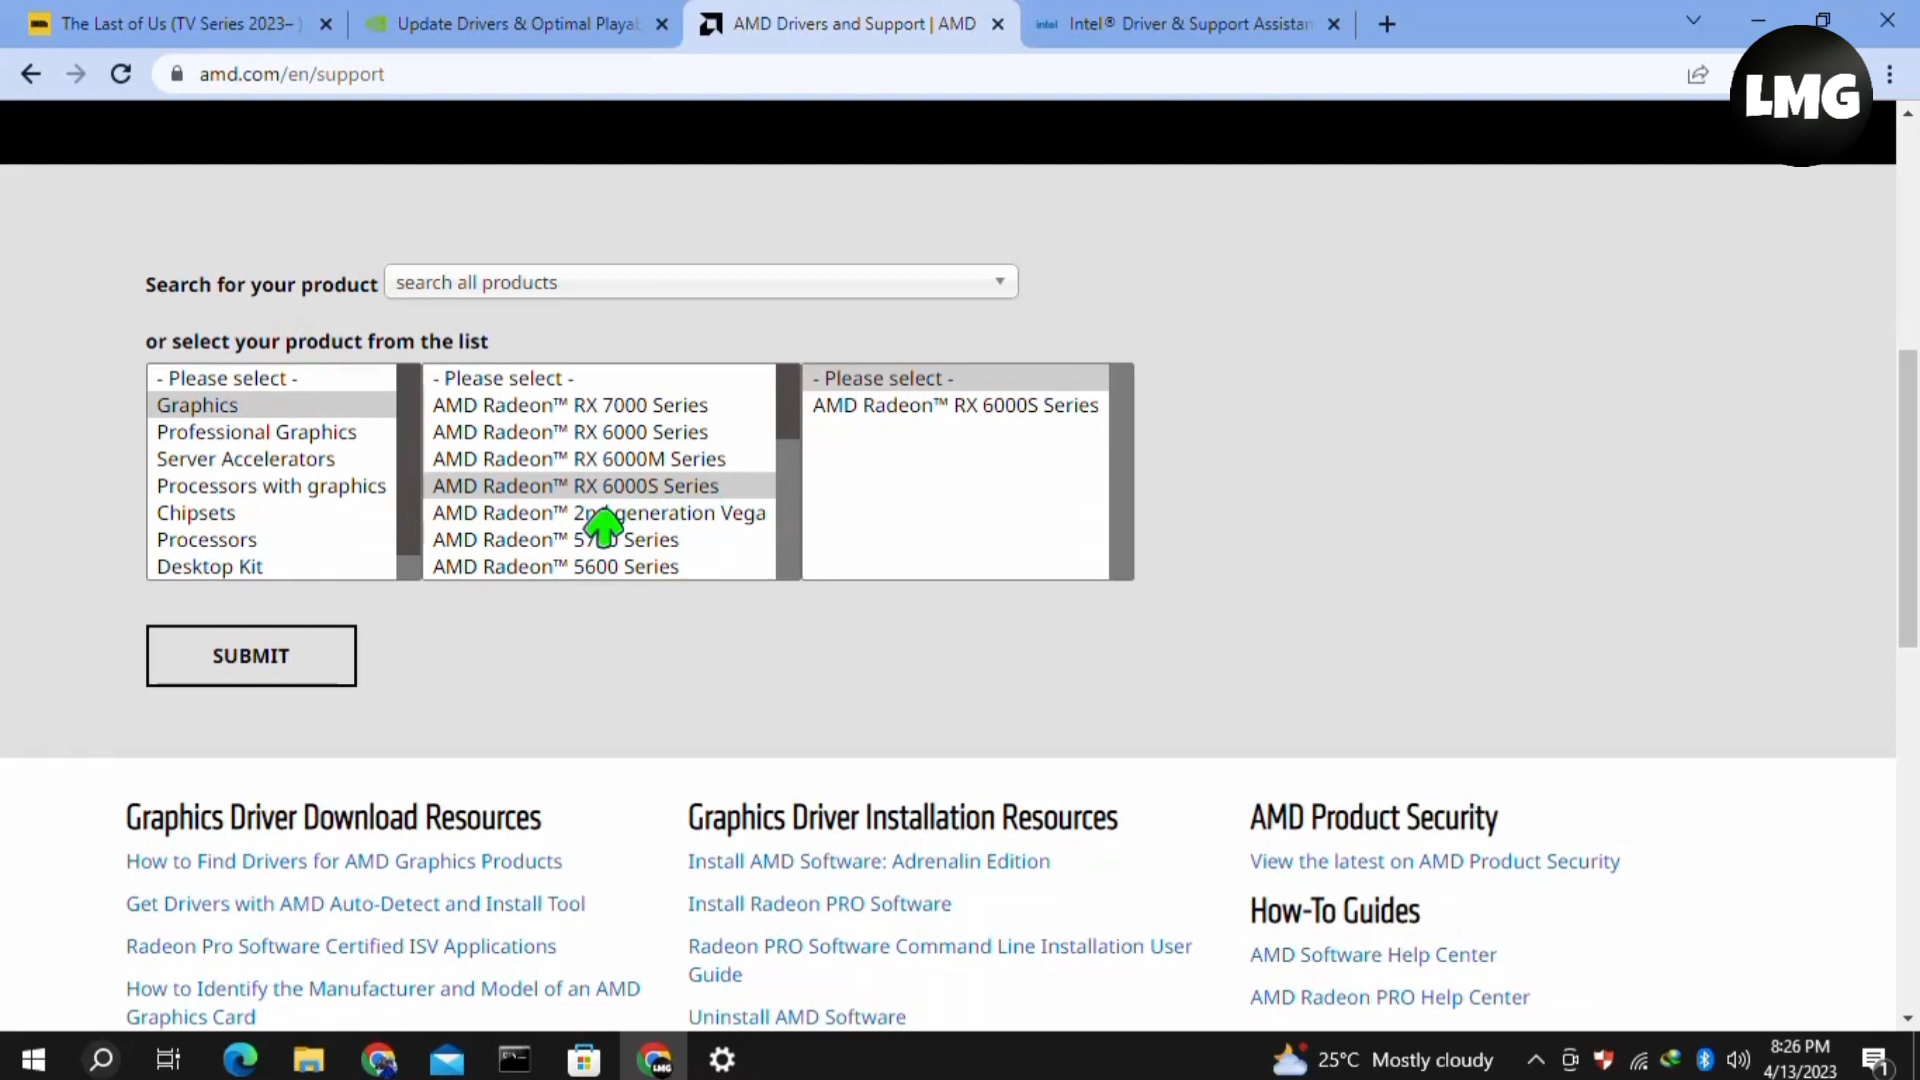 The Last of Us (TV Series 2023– )
Update Drivers & Optimal Playab
AMD Drivers and Support | AMD
intel Intel® Driver & Support Assistan
amd.com/en/support
LMG
Search for your product search all products
or select your product from the list
- Please select -
Graphics
Professional Graphics
Server Accelerators
Processors with graphics
Chipsets
Processors
Desktop Kit
- Please select -
AMD Radeon™ RX 7000 Series
AMD Radeon™ RX 6000 Series
AMD Radeon™ RX 6000M Series
AMD Radeon™ RX 6000S Series
AMD Radeon™ generation Vega
AMD Radeon™ Series
AMD Radeon™ 5600 Series
- Please select -
AMD Radeon™ RX 6000S Series
SUBMIT
Graphics Driver Download Resources
How to Find Drivers for AMD Graphics Products
Get Drivers with AMD Auto-Detect and Install Tool
Radeon Pro Software Certified ISV Applications
How to Identify the Manufacturer and Model of an AMD
Graphics Card
Graphics Driver Installation Resources
Install AMD Software: Adrenalin Edition
Install Radeon PRO Software
Radeon PRO Software Command Line Installation User
Guide
Uninstall AMD Software
AMD Product Security
View the latest on AMD Product Security
How-To Guides
AMD Software Help Center
AMD Radeon PRO Help Center
LMG
25°C Mostly cloudy
8:26 PM
4/13/2023
1